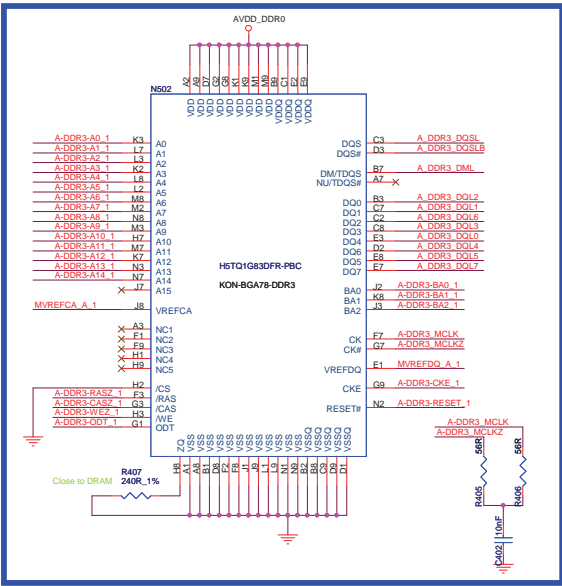 AVDD_DDR0
N502
A2 A9 D7 G2 G8 K1 K9 M1 M9 B9 C1 E2 E9
VDD VDD VDD VDD VDD VDD VDD VDD VDD VDDQ VDDQ VDDQ VDDQ
A-DDR3-A0_1 K3 A0
A-DDR3-A1_1 L7 A1
A-DDR3-A2_1 L3 A2
A-DDR3-A3_1 K2 A3
A-DDR3-A4_1 L8 A4
A-DDR3-A5_1 L2 A5
A-DDR3-A6_1 M8 A6
A-DDR3-A7_1 M2 A7
A-DDR3-A8_1 N8 A8
A-DDR3-A9_1 M3 A9
A-DDR3-A10_1 H7 A10
A-DDR3-A11_1 M7 A11
A-DDR3-A12_1 K7 A12
A-DDR3-A13_1 N3 A13
A-DDR3-A14_1 N7 A14
J7 A15
MVREFCA_A_1 J8 VREFCA
A3 NC1
F1 NC2
F9 NC3
H1 NC4
H9 NC5
H2 /CS
A-DDR3-RASZ_1 F3 /RAS
A-DDR3-CASZ_1 G3 /CAS
A-DDR3-WEZ_1 H3 /WE
A-DDR3-ODT_1 G1 ODT
H5TQ1G83DFR-PBC
KON-BGA78-DDR3
DQS C3 A_DDR3_DQSL
DQS# D3 A_DDR3_DQSLB
DM/TDQS B7 A_DDR3_DML
NU/TDQS# A7
DQ0 B3 A_DDR3_DQL2
DQ1 C7 A_DDR3_DQL1
DQ2 C2 A_DDR3_DQL6
DQ3 C8 A_DDR3_DQL3
DQ4 E3 A_DDR3_DQL0
DQ6 D2 A_DDR3_DQL4
DQ5 E8 A_DDR3_DQL5
DQ7 E7 A_DDR3_DQL7
BA0 J2 A-DDR3-BA0_1
BA1 K8 A-DDR3-BA1_1
BA2 J3 A-DDR3-BA2_1
CK F7 A-DDR3_MCLK
CK# G7 A-DDR3_MCLKZ
VREFDQ E1 MVREFDQ_A_1
CKE G9 A-DDR3-CKE_1
RESET# N2 A-DDR3-RESET_1
ZQ VSS VSS VSS VSS VSS VSS VSS VSS VSS VSS VSS VSS VSSQ VSSQ VSSQ VSSQ VSSQ
H8 A1 A8 B1 D8 F2 F8 J1 J9 L1 L9 N1 N9 B2 B8 C9 D9 D1
Close to DRAM
R407
240R_1%
A-DDR3_MCLK
A-DDR3_MCLKZ
56R 56R
R405 R406
10nF
C402